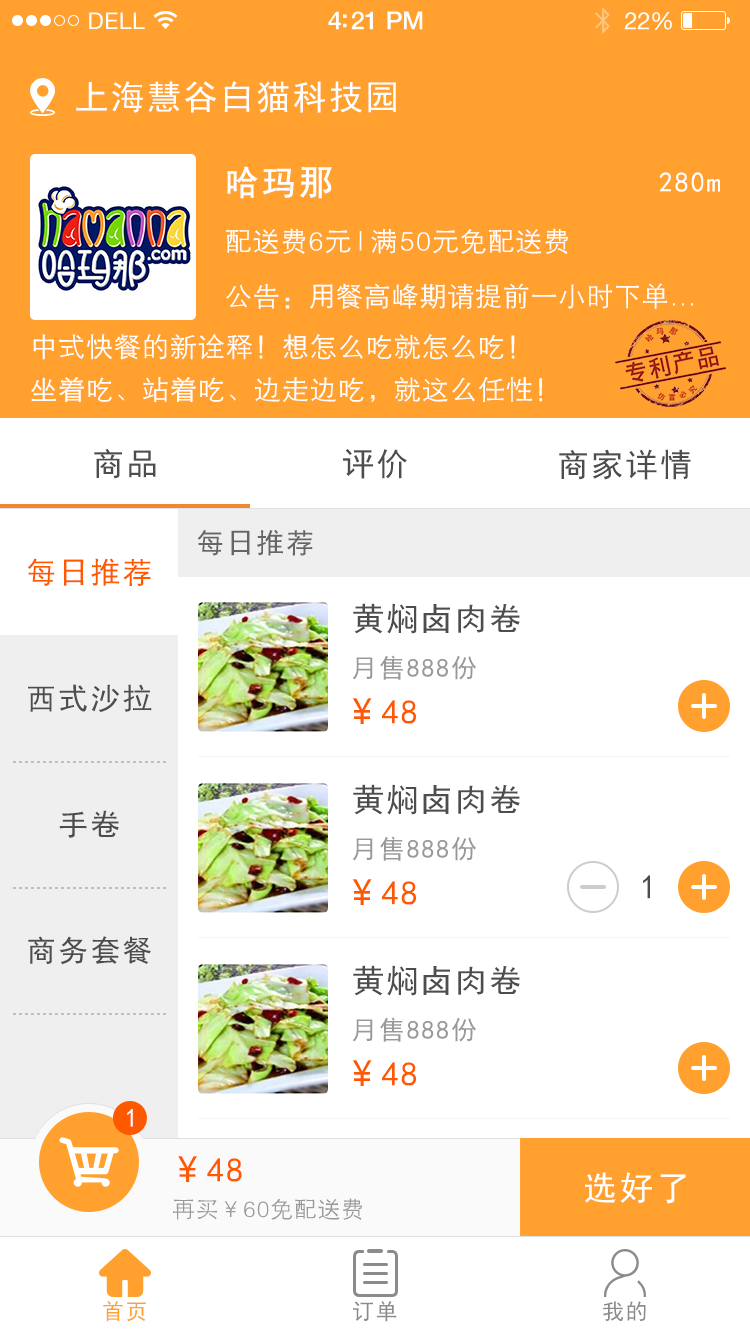 DELL 4:21 PM 22%
上海慧谷白猫科技园
hamanna
哈玛那.com
哈玛那 280m
配送费6元|满50元免配送费
公告：用餐高峰期请提前一小时下单...
中式快餐的新诠释！想怎么吃就怎么吃！
坐着吃、站着吃、边走边吃，就这么任性！
哈玛那
专利产品
仿冒必究
商品 评价 商家详情
每日推荐
西式沙拉
手卷
商务套餐
每日推荐
黄焖卤肉卷
月售888份
¥ 48
黄焖卤肉卷
月售888份
¥ 48
1
黄焖卤肉卷
月售888份
¥ 48
1
¥ 48
再买¥60免配送费
选好了
首页 订单 我的